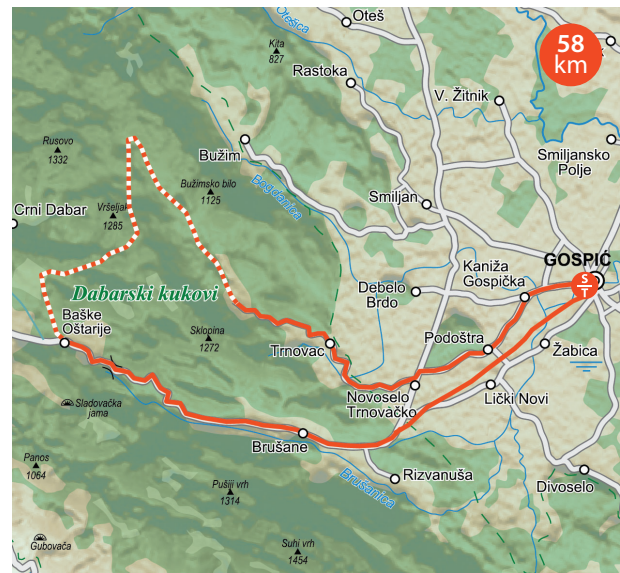 Otešica
Oteš
58
km
Kita
827
Rastoka
V. Žitnik
Rusovo
1332
Bužim
Smiljansko
Polje
Bužimsko bilo
1125
Bogdanica
Smiljan
Crni Dabar
Vršeljak
1285
GOSPIĆ
Kaniža
Gospička
S
T
Debelo
Brdo
Dabarski kukovi
Baške
Oštarije
Sklopina
1272
Trnovac
Podoštra
Žabica
Novoselo
Trnovačko
Lički Novi
Sladovačka
jama
Brušane
Panos
1064
Brušanica
Rizvanuša
Pušiji vrh
1314
Divoselo
Gubovača
Suhi vrh
1454